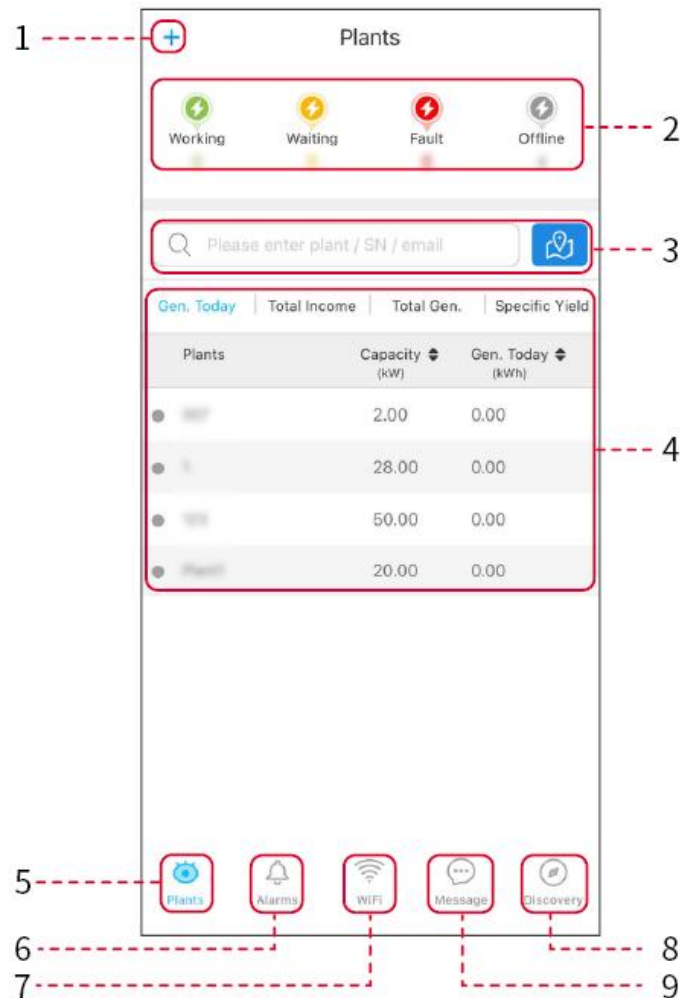 1
Plants
Working Waiting Fault Offline
2
Please enter plant / SN / email
3
Gen. Today Total Income Total Gen. Specific Yield
Plants Capacity Gen. Today
(kW) (kWh)
2.00 0.00
28.00 0.00
4
50.00 0.00
20.00 0.00
5
Plants Alarms WiFi Message Discovery
6 8
7 9